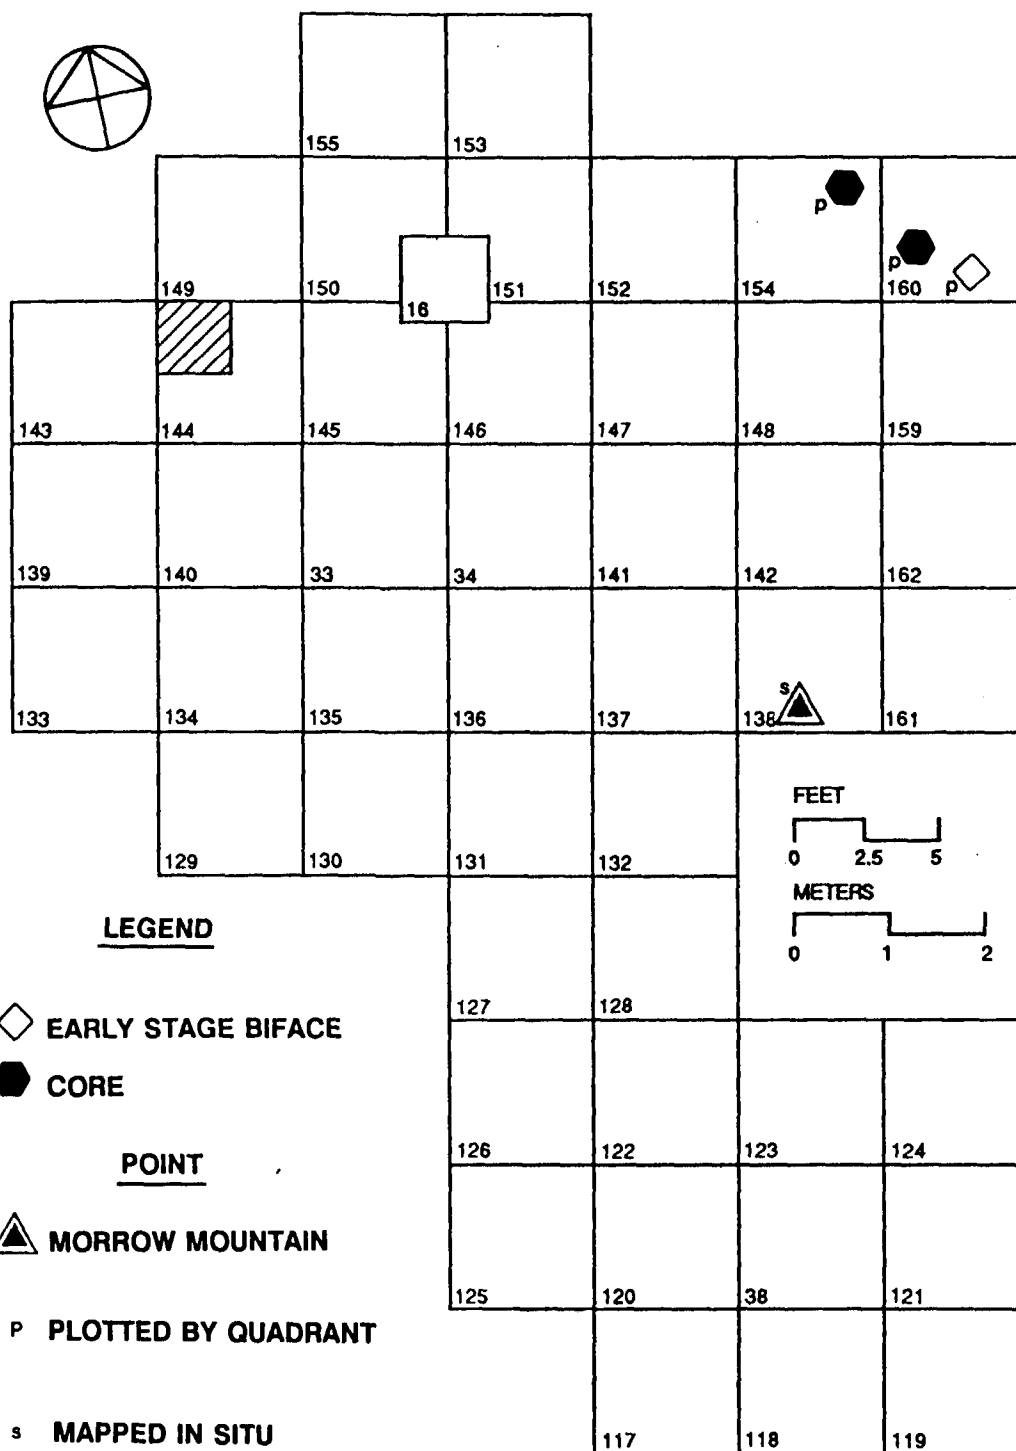 155 153
p
p
p
149 150 16 151 152 154 160
143 144 145 146 147 148 159
139 140 33 34 141 142 162
s
133 134 135 136 137 138 161
FEET
0 2.5 5
129 130 131 132
METERS
0 1 2
LEGEND
127 128
EARLY STAGE BIFACE
CORE
126 122 123 124
POINT
MORROW MOUNTAIN
125 120 38 121
P PLOTTED BY QUADRANT
s MAPPED IN SITU
117 118 119